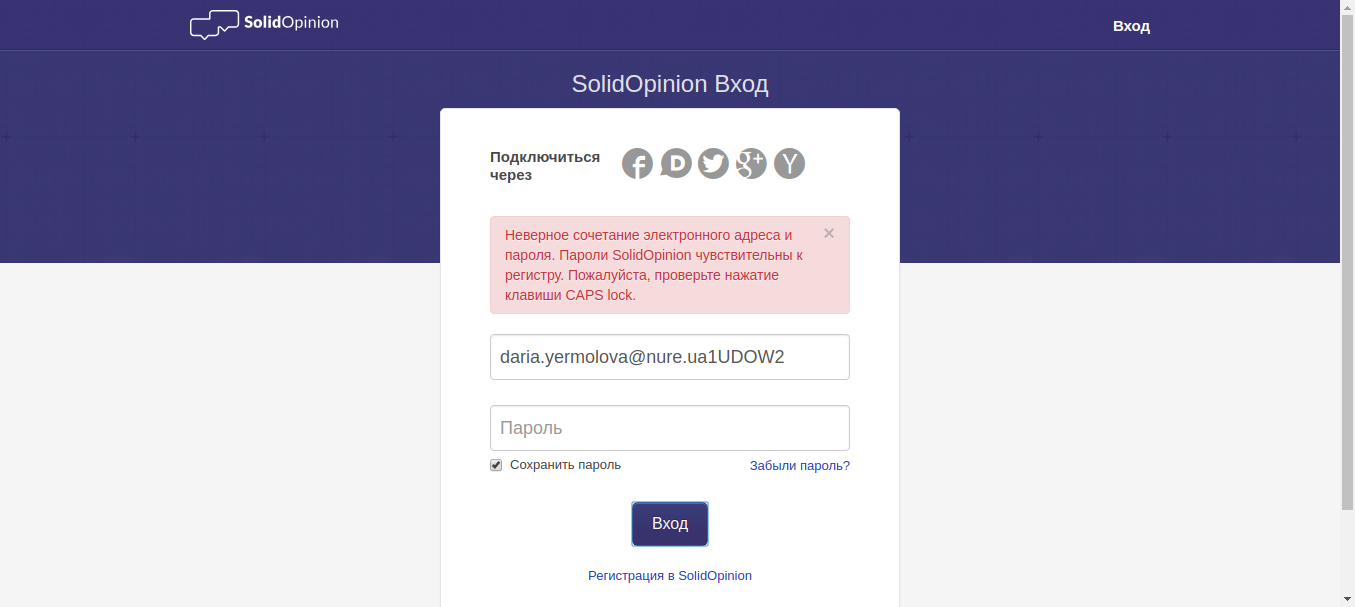 SolidOpinion
Вход
SolidOpinion Вход
Подключиться
через
Неверное сочетание электронного адреса и
пароля. Пароли SolidOpinion чувствительны к
регистру. Пожалуйста, проверьте нажатие
клавиши CAPS lock.
daria.yermolova@nure.ua1UDOW2
Пароль
Сохранить пароль
Забыли пароль?
Вход
Регистрация в SolidOpinion